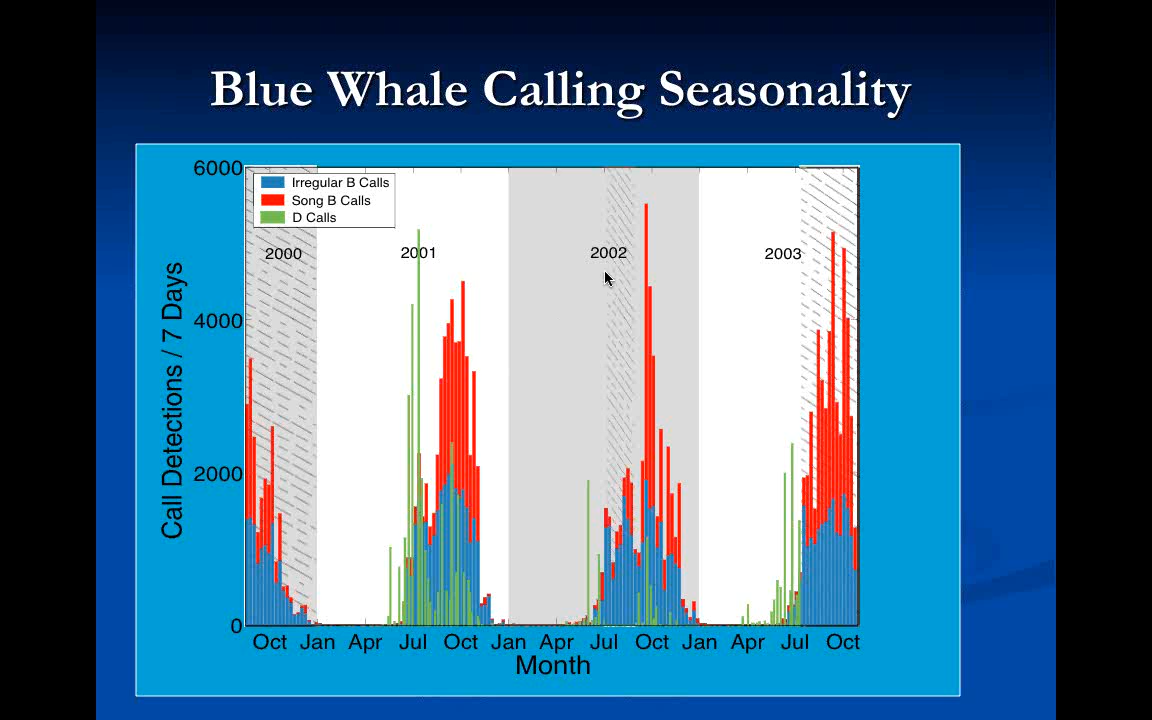 Blue Whale Calling Seasonality
6000
4000
2000
0
Call Detections / 7 Days
Irregular B Calls
Song B Calls
D Calls
2000 2001 2002 2003
Oct Jan Apr Jul Oct Jan Apr Jul Oct Jan Apr Jul Oct
Month